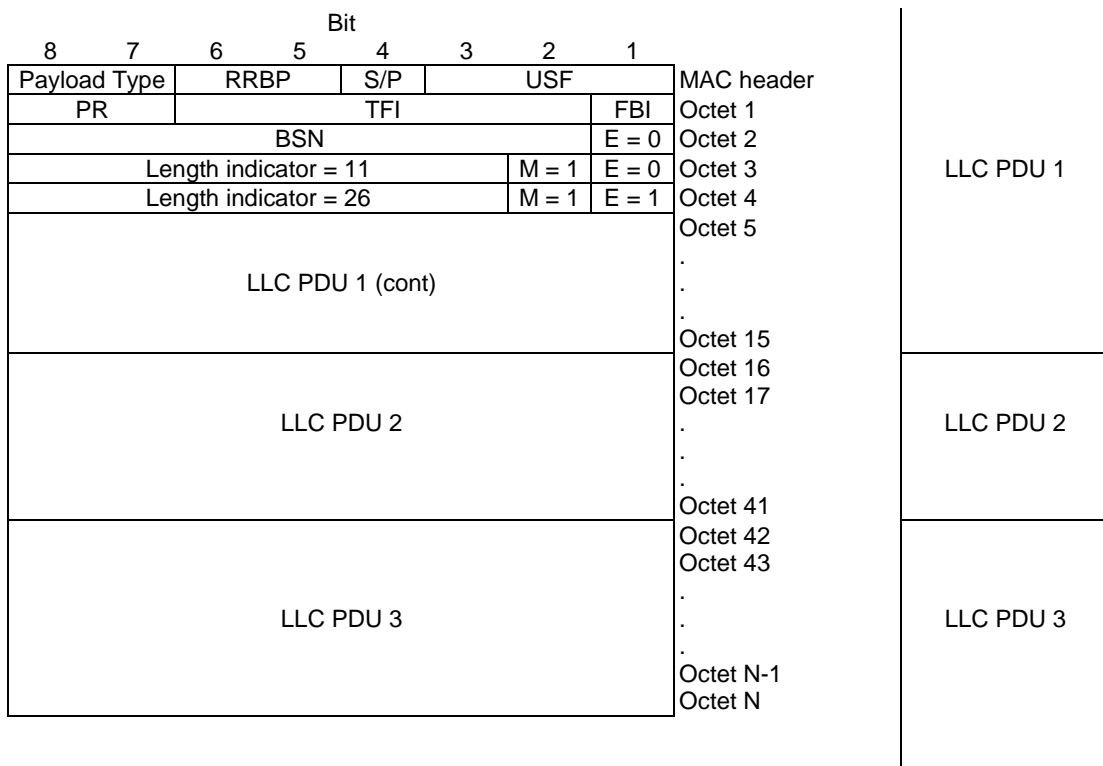 Bit
8 7 6 5 4 3 2 1
Payload Type RRBP S/P USF MAC header
PR TFI FBI Octet 1
BSN E = 0 Octet 2
Length indicator = 11 M = 1 E = 0 Octet 3 LLC PDU 1
Length indicator = 26 M = 1 E = 1 Octet 4
Octet 5
.
LLC PDU 1 (cont) .
.
Octet 15
Octet 16
Octet 17
LLC PDU 2 . LLC PDU 2
.
.
Octet 41
Octet 42
Octet 43
.
LLC PDU 3 . LLC PDU 3
.
Octet N-1
Octet N